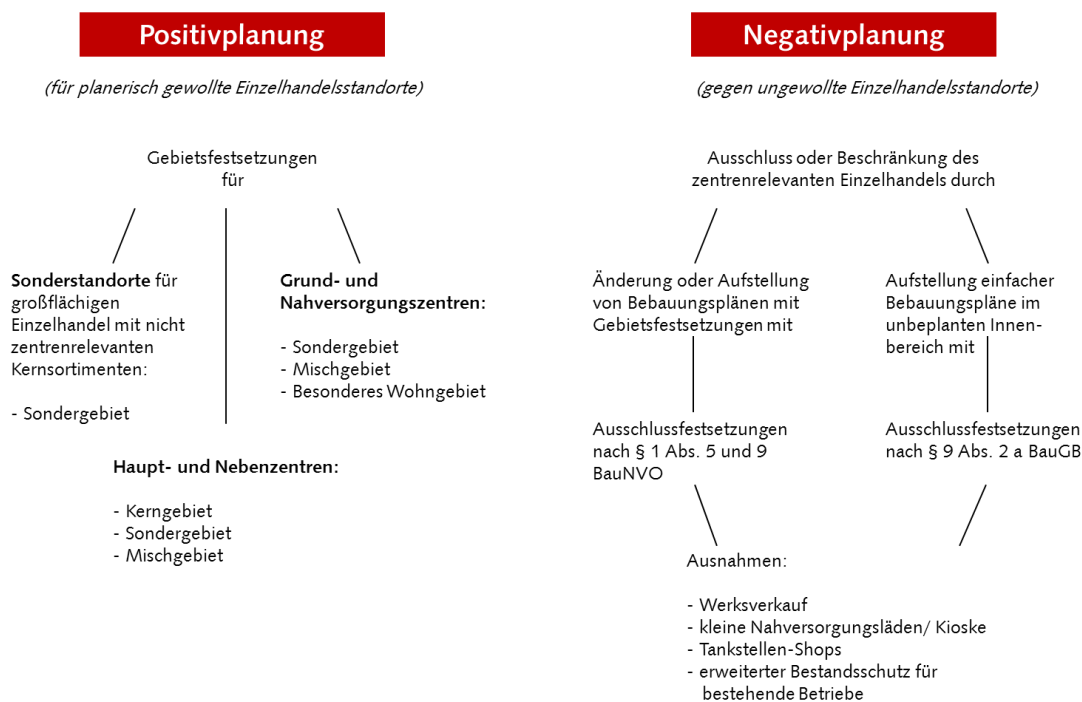 Positivplanung
(für planerisch gewollte Einzelhandelsstandorte)
Gebietsfestsetzungen
für
Sonderstandorte für
großflächigen
Einzelhandel mit nicht
zentrenrelevanten
Kernsortimenten:
- Sondergebiet
Grund- und
Nahversorgungszentren:
- Sondergebiet
- Mischgebiet
- Besonderes Wohngebiet
Haupt- und Nebenzentren:
- Kerngebiet
- Sondergebiet
- Mischgebiet
Negativplanung
(gegen ungewollte Einzelhandelsstandorte)
Ausschluss oder Beschränkung des
zentrenrelevanten Einzelhandels durch
Änderung oder Aufstellung
von Bebauungsplänen mit
Gebietsfestsetzungen mit
Ausschlussfestsetzungen
nach § 1 Abs. 5 und 9
BauNVO
Aufstellung einfacher
Bebauungspläne im
unbeplanten Innen-
bereich mit
Ausschlussfestsetzungen
nach § 9 Abs. 2 a BauGB
Ausnahmen:
- Werksverkauf
- kleine Nahversorgungsläden/ Kioske
- Tankstellen-Shops
- erweiterter Bestandsschutz für
bestehende Betriebe